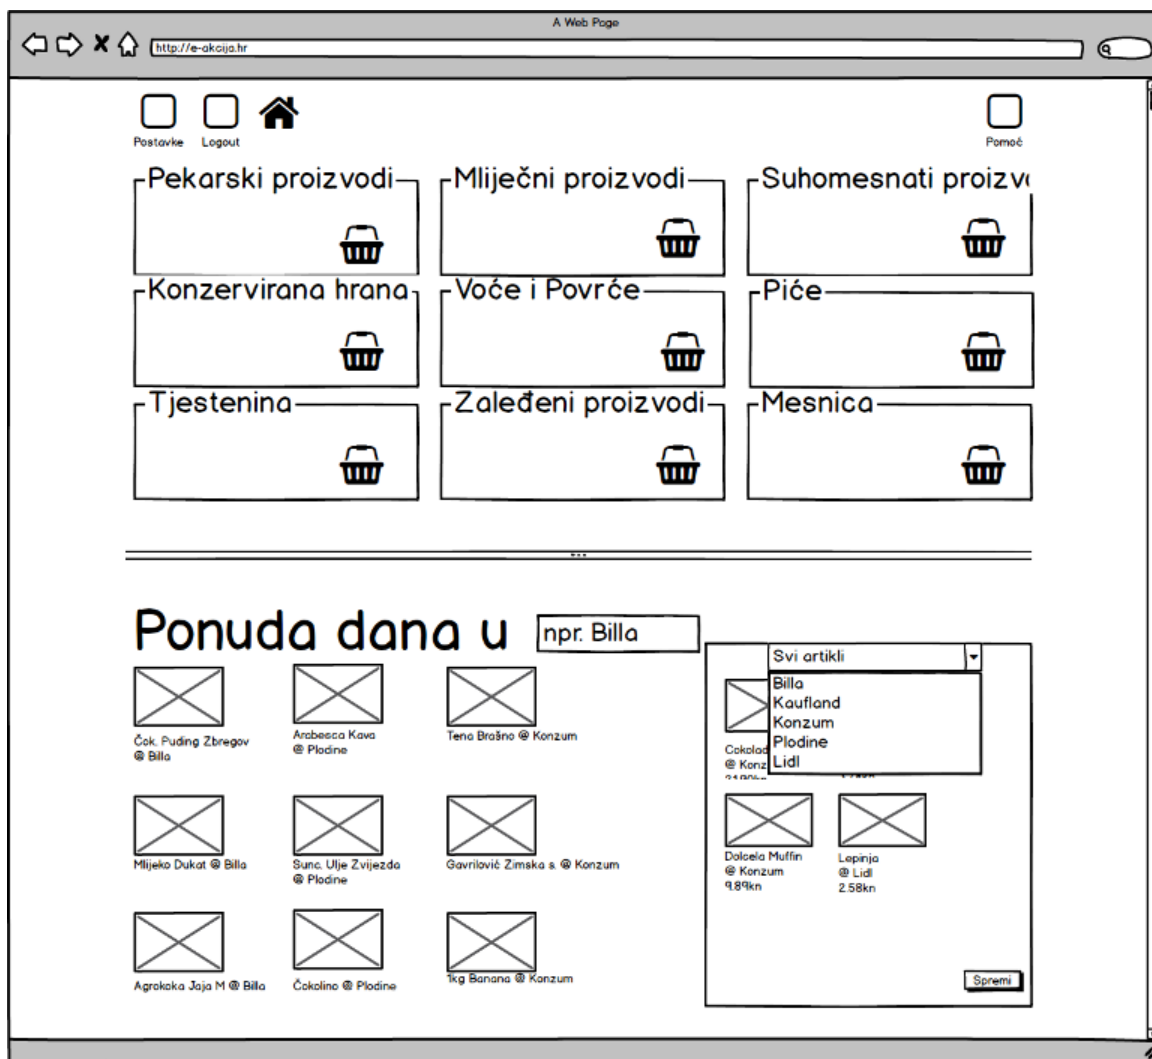 A Web Page
http://e-akcija.hr
Postavke
Logout
Pomoć
Pekarski proizvodi
Mliječni proizvodi
Suhomesnati
Konzervirana hrana
Voće i Povrće
Piće
Tjestenina
Zaleđeni proizvodi
Mesnica
Ponuda dana u
npr. Billa
Čok. Puding Zbregov
@ Billa
Arabesca Kava
@ Plodine
Tena Brašno @ Konzum
Mlijeko Dukat @ Billa
Sunc. Ulje Zvijezda
@ Plodine
Gavrilović Zimska s. @ Konzum
Agrokoka Jaja M @ Billa
Čokolino @ Plodine
1kg Banana @ Konzum
Svi artikli
Billa
Kaufland
Konzum
Plodine
Lidl
Dolcela Muffin
@ Konzum
9.89kn
Lepinja
@ Lidl
2.58kn
Spremi